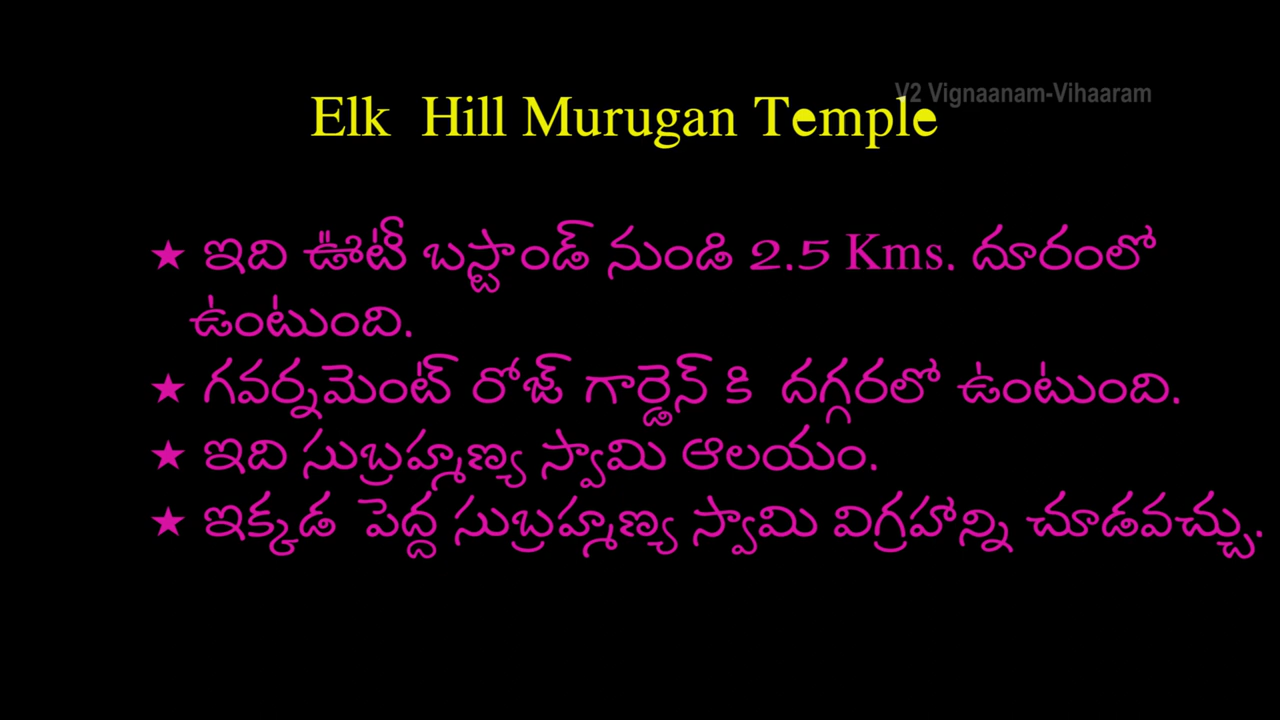 V2 Vignaanam-Vihaaram
Elk Hill Murugan Temple
★ ఇది ఊటీ బస్టాండ్ నుండి 2.5 Kms. దూరంలో
ఉంటుంది.
★ గవర్నమెంట్ రోజ్ గార్డెన్ కి దగ్గరలో ఉంటుంది.
★ ఇది సుబ్రహ్మణ్య స్వామి ఆలయం.
★ ఇక్కడ పెద్ద సుబ్రహ్మణ్య స్వామి విగ్రహాన్ని చూడవచ్చు.